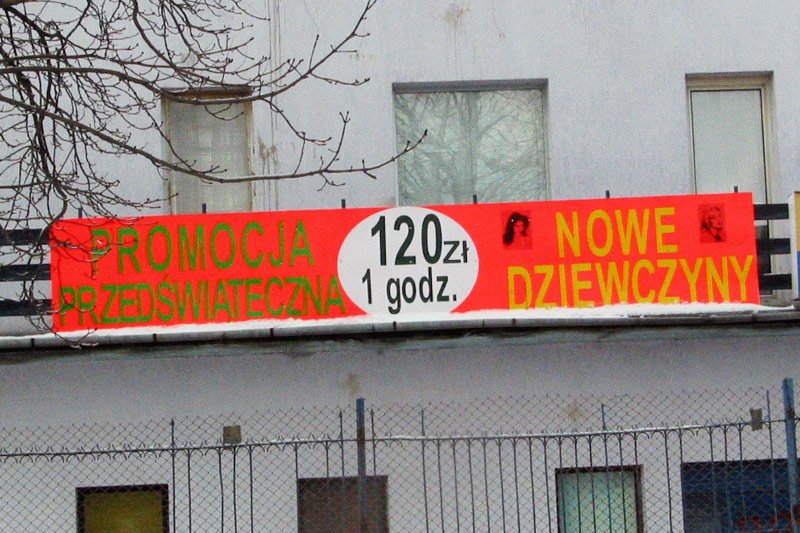 PROMOCJA
PRZEDSWIATECZNA
120zł
1 godz.
NOWE
DZIEWCZYNY